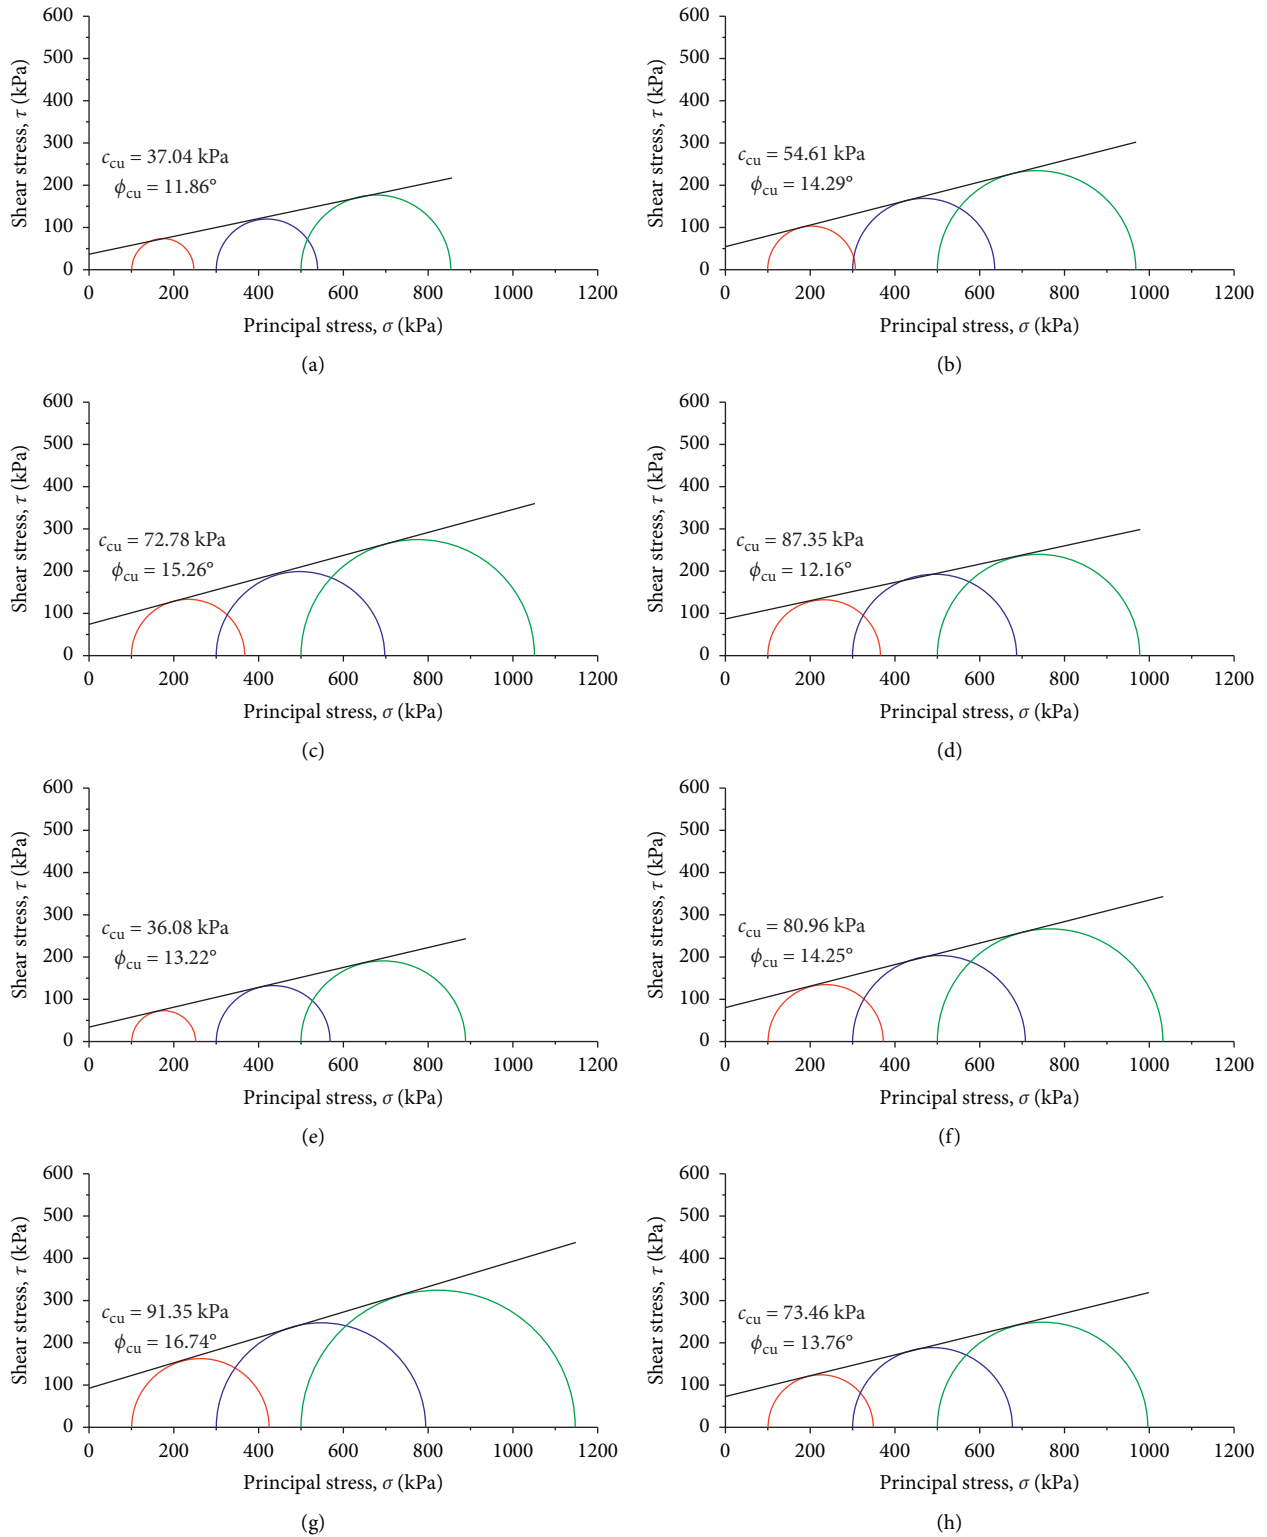 600
500
400
300
200
100
0
Shear stress, τ (kPa)
c_cu = 37.04 kPa
ϕ_cu = 11.86°
0 200 400 600 800 1000 1200
Principal stress, σ (kPa)
(a)
600
500
400
300
200
100
0
Shear stress, τ (kPa)
c_cu = 54.61 kPa
ϕ_cu = 14.29°
0 200 400 600 800 1000 1200
Principal stress, σ (kPa)
(b)
600
500
400
300
200
100
0
Shear stress, τ (kPa)
c_cu = 72.78 kPa
ϕ_cu = 15.26°
0 200 400 600 800 1000 1200
Principal stress, σ (kPa)
(c)
600
500
400
300
200
100
0
Shear stress, τ (kPa)
c_cu = 87.35 kPa
ϕ_cu = 12.16°
0 200 400 600 800 1000 1200
Principal stress, σ (kPa)
(d)
600
500
400
300
200
100
0
Shear stress, τ (kPa)
c_cu = 36.08 kPa
ϕ_cu = 13.22°
0 200 400 600 800 1000 1200
Principal stress, σ (kPa)
(e)
600
500
400
300
200
100
0
Shear stress, τ (kPa)
c_cu = 80.96 kPa
ϕ_cu = 14.25°
0 200 400 600 800 1000 1200
Principal stress, σ (kPa)
(f)
600
500
400
300
200
100
0
Shear stress, τ (kPa)
c_cu = 91.35 kPa
ϕ_cu = 16.74°
0 200 400 600 800 1000 1200
Principal stress, σ (kPa)
(g)
600
500
400
300
200
100
0
Shear stress, τ (kPa)
c_cu = 73.46 kPa
ϕ_cu = 13.76°
0 200 400 600 800 1000 1200
Principal stress, σ (kPa)
(h)